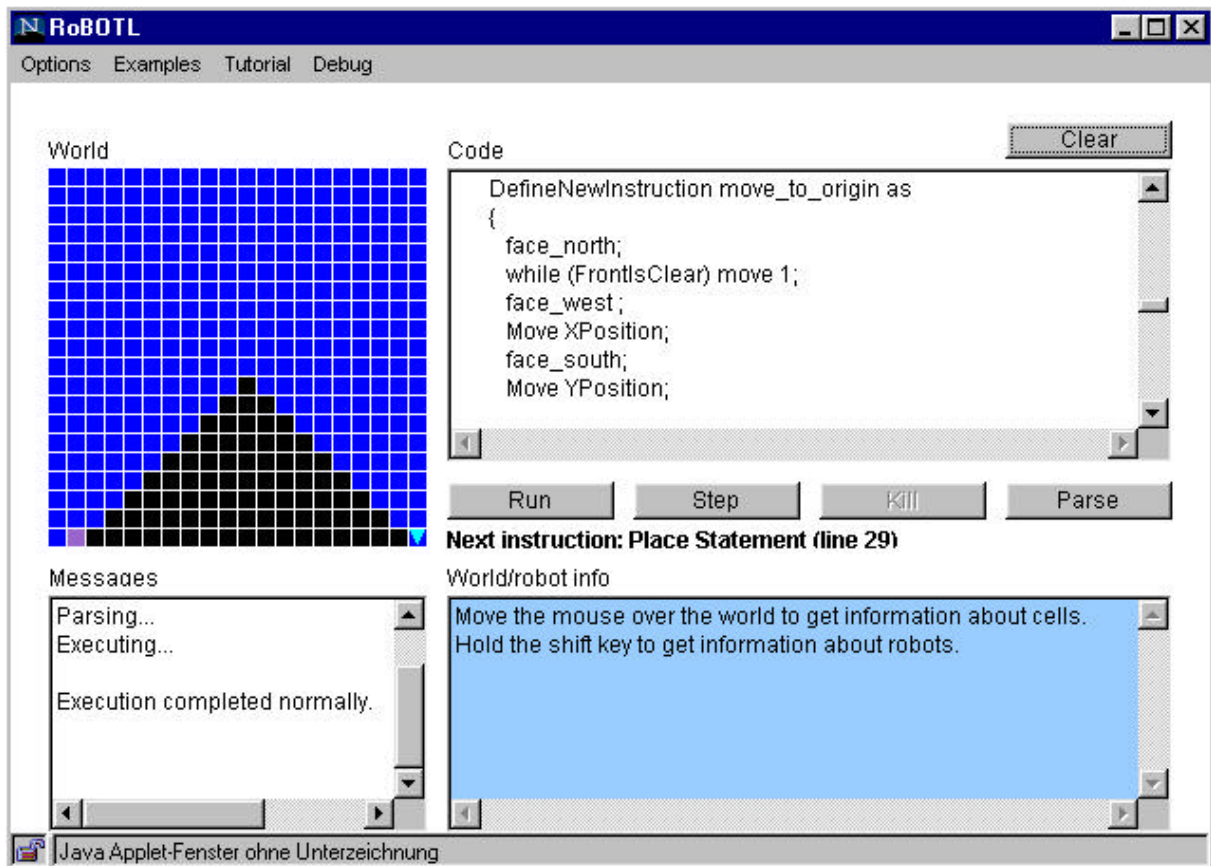 RoBOTL
Options Examples Tutorial Debug
World
Code
Clear
DefineNewInstruction move_to_origin as
{
face_north;
while (FrontIsClear) move 1;
face_west ;
Move XPosition;
face_south;
Move YPosition;
Run Step Kill Parse
Next instruction: Place Statement (line 29)
Messages
Parsing...
Executing...
Execution completed normally.
World/robot info
Move the mouse over the world to get information about cells.
Hold the shift key to get information about robots.
Java Applet-Fenster ohne Unterzeichnung